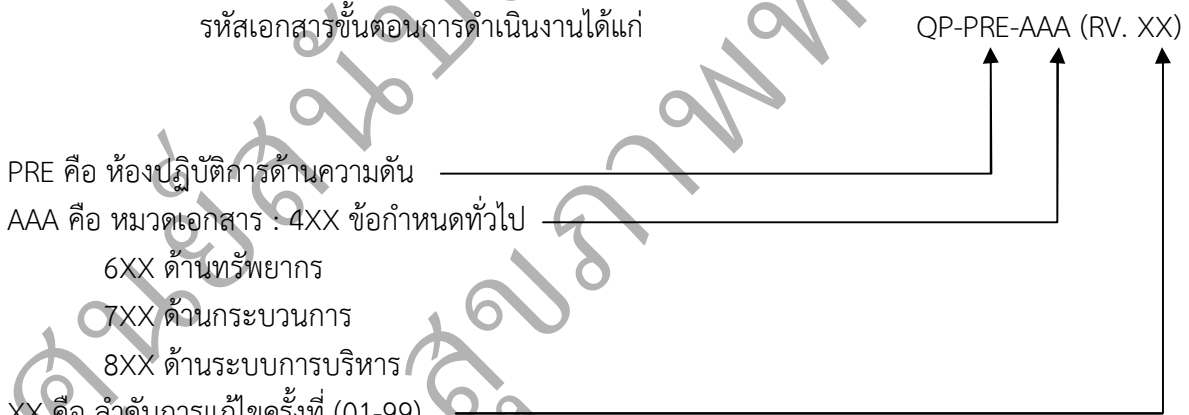 รหัสเอกสารขั้นตอนการดำเนินงานได้แก่ QP-PRE-AAA (RV. XX)
PRE คือ ห้องปฏิบัติการด้านความดัน
AAA คือ หมวดเอกสาร : 4XX ข้อกำหนดทั่วไป
6XX ด้านทรัพยากร
7XX ด้านกระบวนการ
8XX ด้านระบบการบริหาร
XX คือ ลำดับการแก้ไขครั้งที่ (01-99)